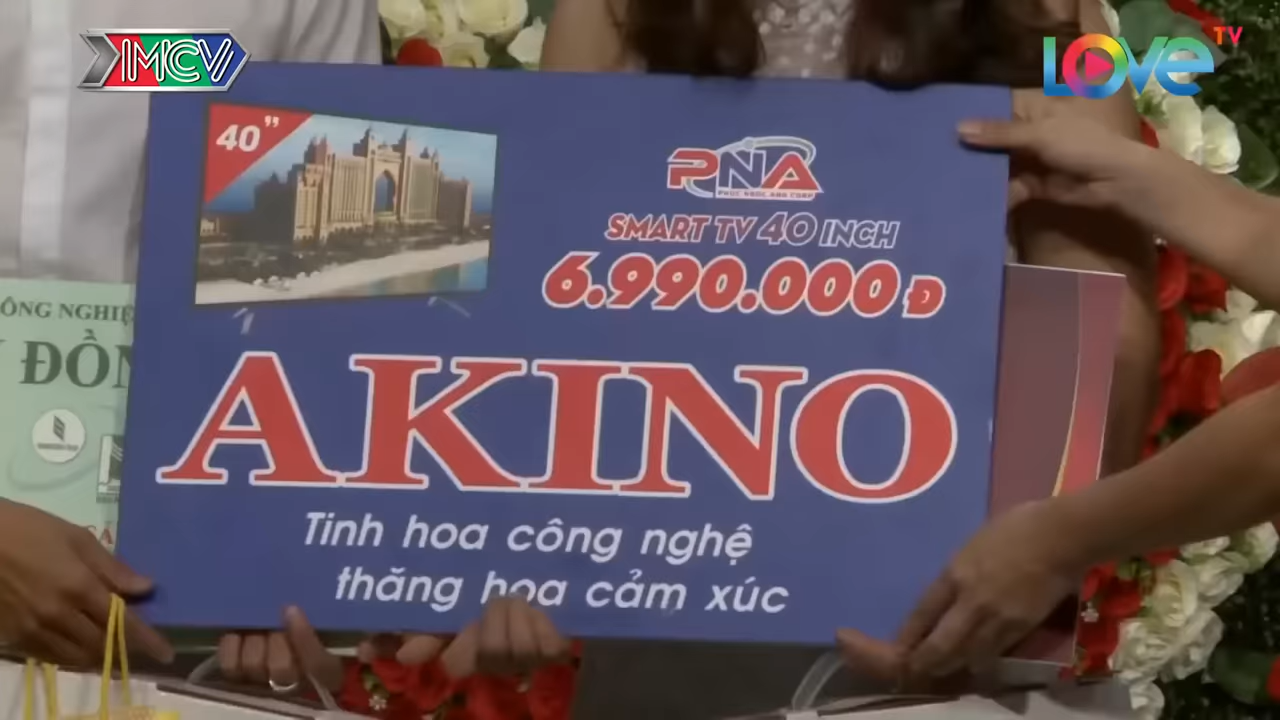 MCV
LOVE TV
40"
PNA
PHUC NGOC ANH CORP
SMART TV 40 INCH
6.990.000 Đ
ÔNG NGHIỆ
ĐỒN
AKINO
Tinh hoa công nghệ
thăng hoa cảm xúc